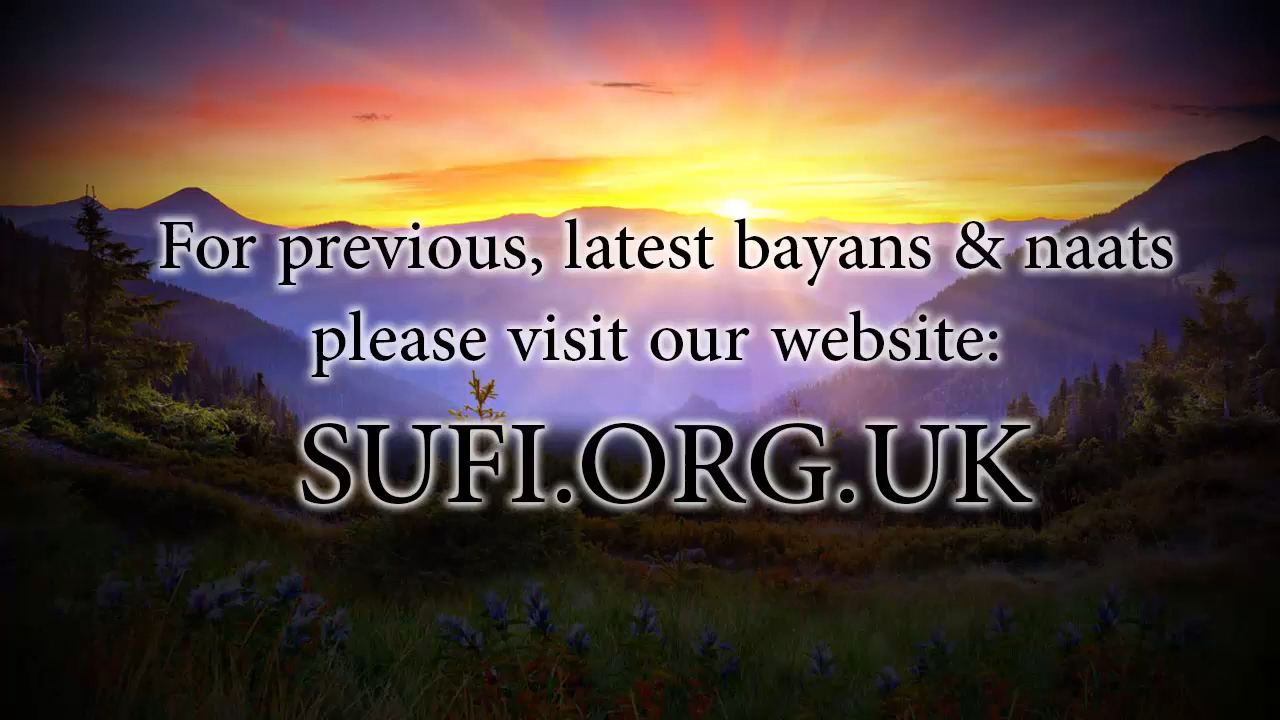 For previous, latest bayans & naats
please visit our website:
SUFI.ORG.UK